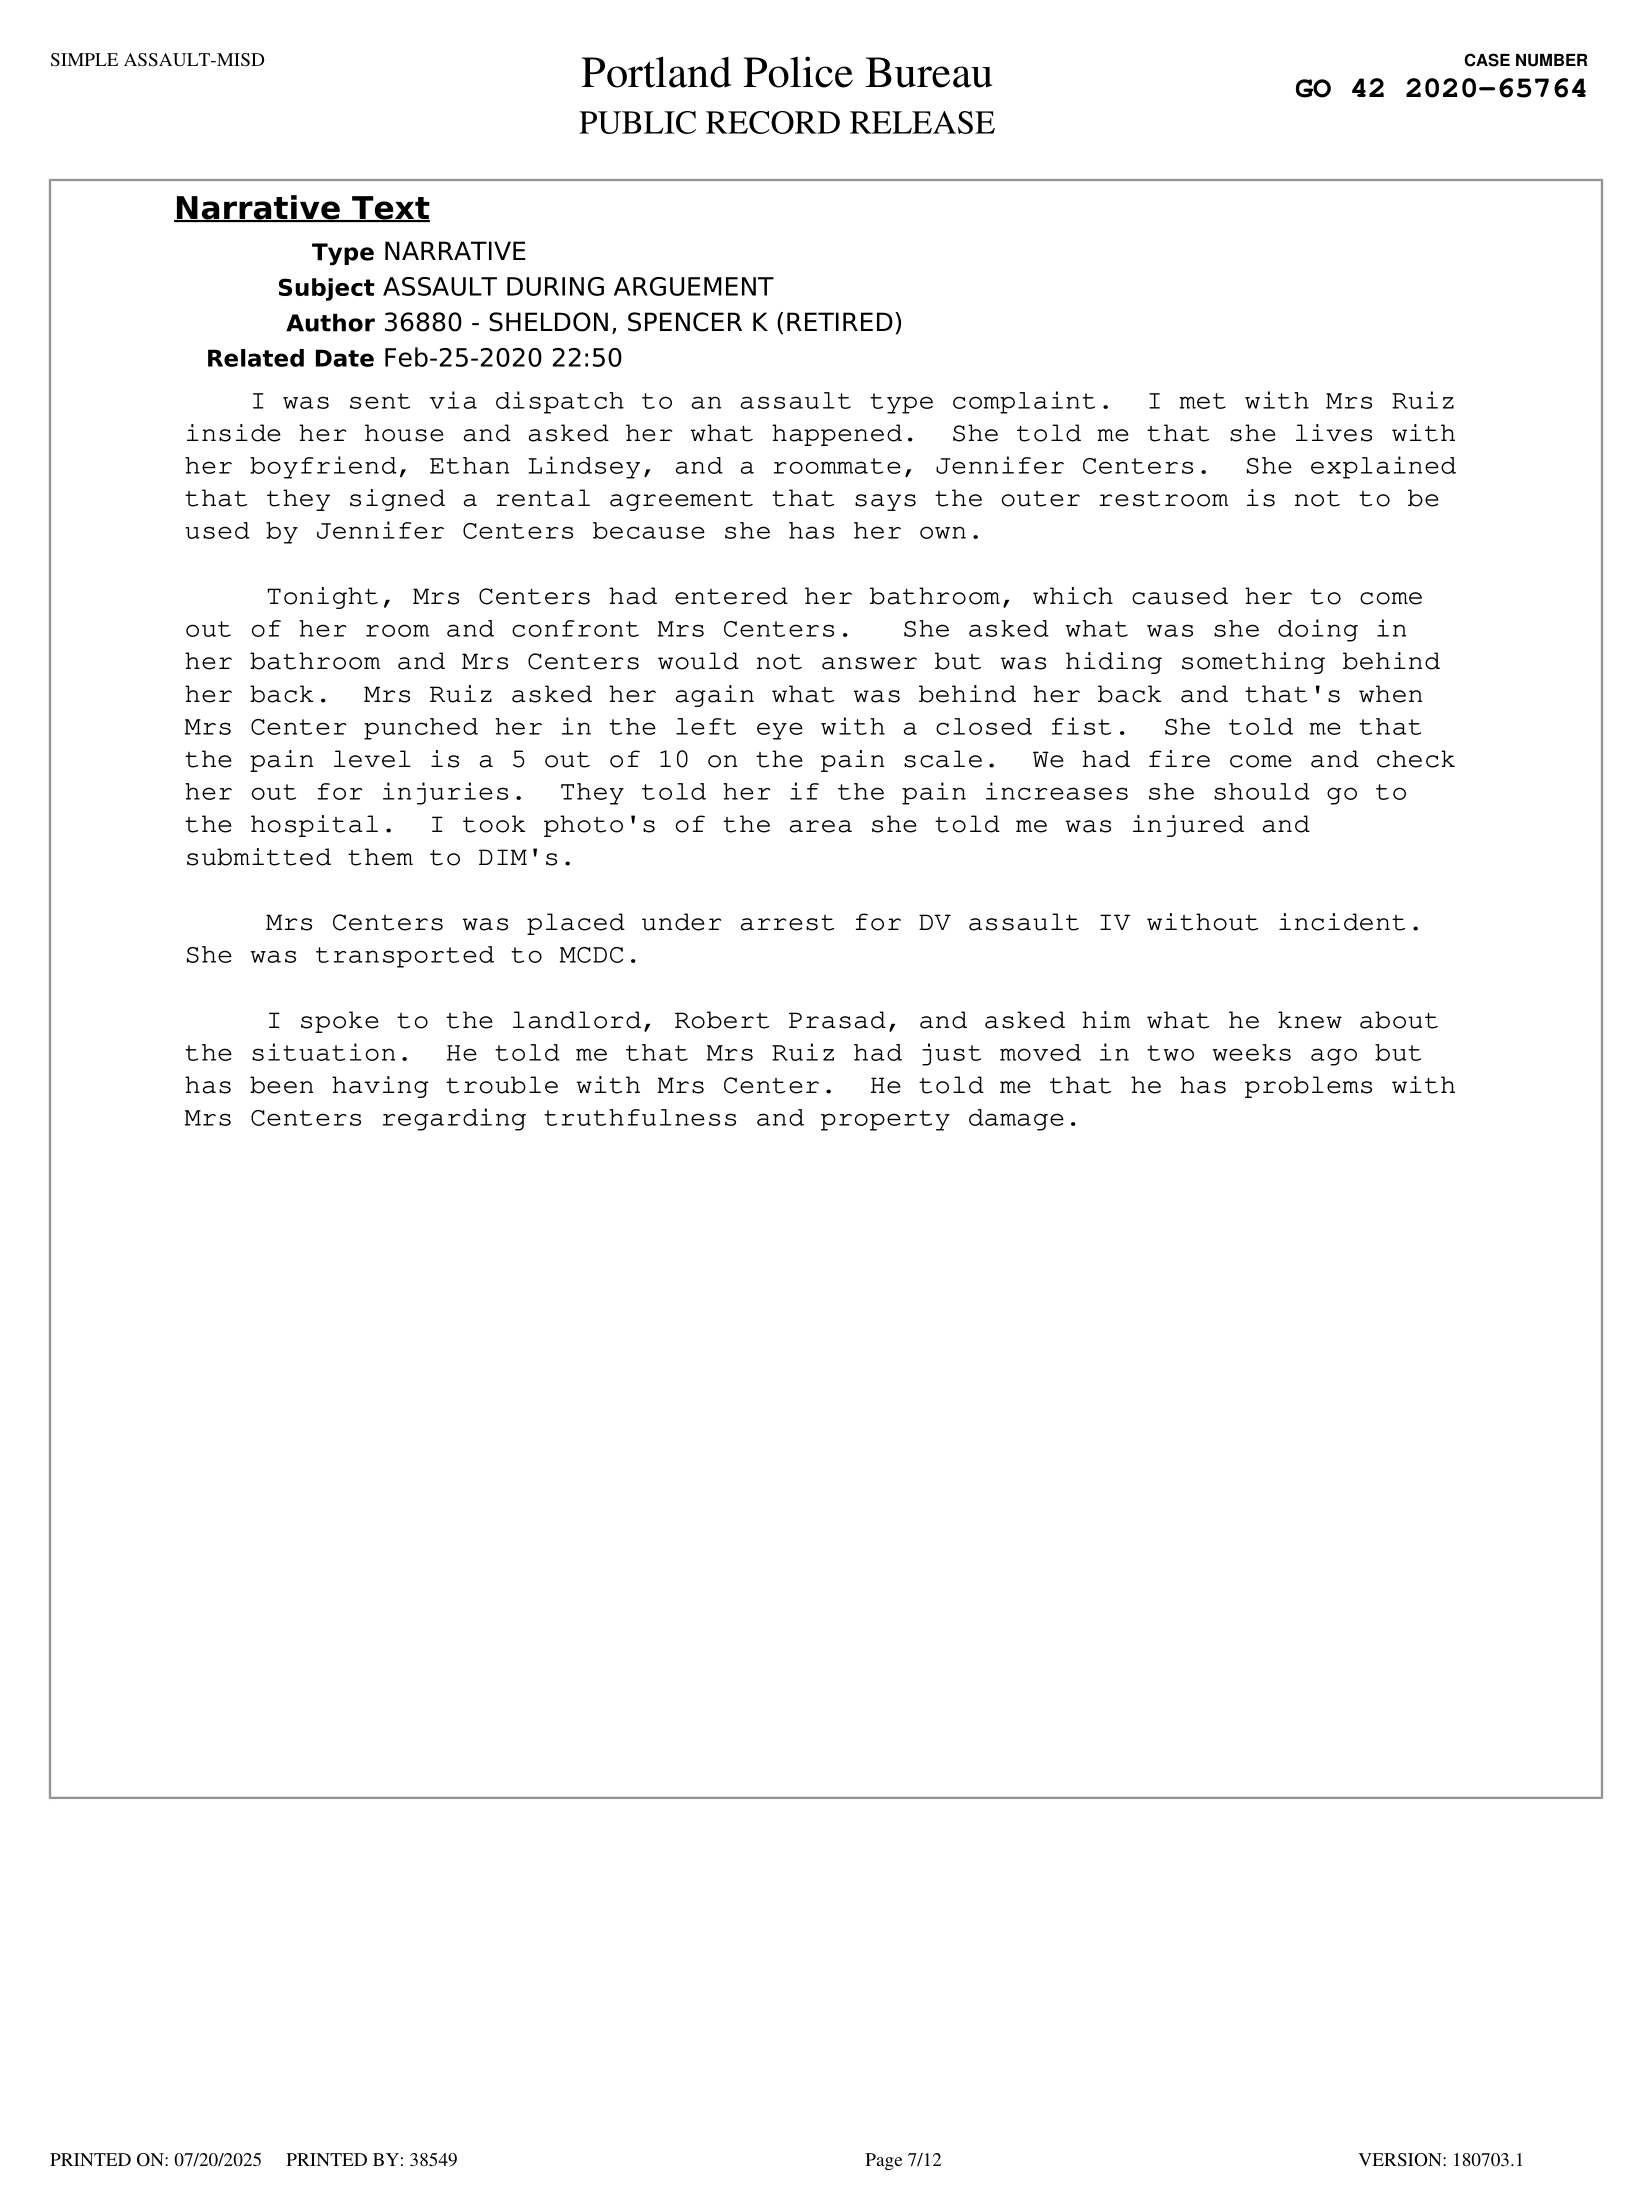 SIMPLE ASSAULT-MISD
Portland Police Bureau
PUBLIC RECORD RELEASE
CASE NUMBER
GO 42 2020-65764
Narrative Text
Type NARRATIVE
Subject ASSAULT DURING ARGUEMENT
Author 36880 - SHELDON, SPENCER K (RETIRED)
Related Date Feb-25-2020 22:50
I was sent via dispatch to an assault type complaint.  I met with Mrs Ruiz
inside her house and asked her what happened.  She told me that she lives with
her boyfriend, Ethan Lindsey, and a roommate, Jennifer Centers.  She explained
that they signed a rental agreement that says the outer restroom is not to be
used by Jennifer Centers because she has her own.
Tonight, Mrs Centers had entered her bathroom, which caused her to come
out of her room and confront Mrs Centers.   She asked what was she doing in
her bathroom and Mrs Centers would not answer but was hiding something behind
her back.  Mrs Ruiz asked her again what was behind her back and that's when
Mrs Center punched her in the left eye with a closed fist.  She told me that
the pain level is a 5 out of 10 on the pain scale.  We had fire come and check
her out for injuries.  They told her if the pain increases she should go to
the hospital.  I took photo's of the area she told me was injured and
submitted them to DIM's.
Mrs Centers was placed under arrest for DV assault IV without incident.
She was transported to MCDC.
I spoke to the landlord, Robert Prasad, and asked him what he knew about
the situation.  He told me that Mrs Ruiz had just moved in two weeks ago but
has been having trouble with Mrs Center.  He told me that he has problems with
Mrs Centers regarding truthfulness and property damage.
PRINTED ON: 07/20/2025 PRINTED BY: 38549
Page 7/12
VERSION: 180703.1